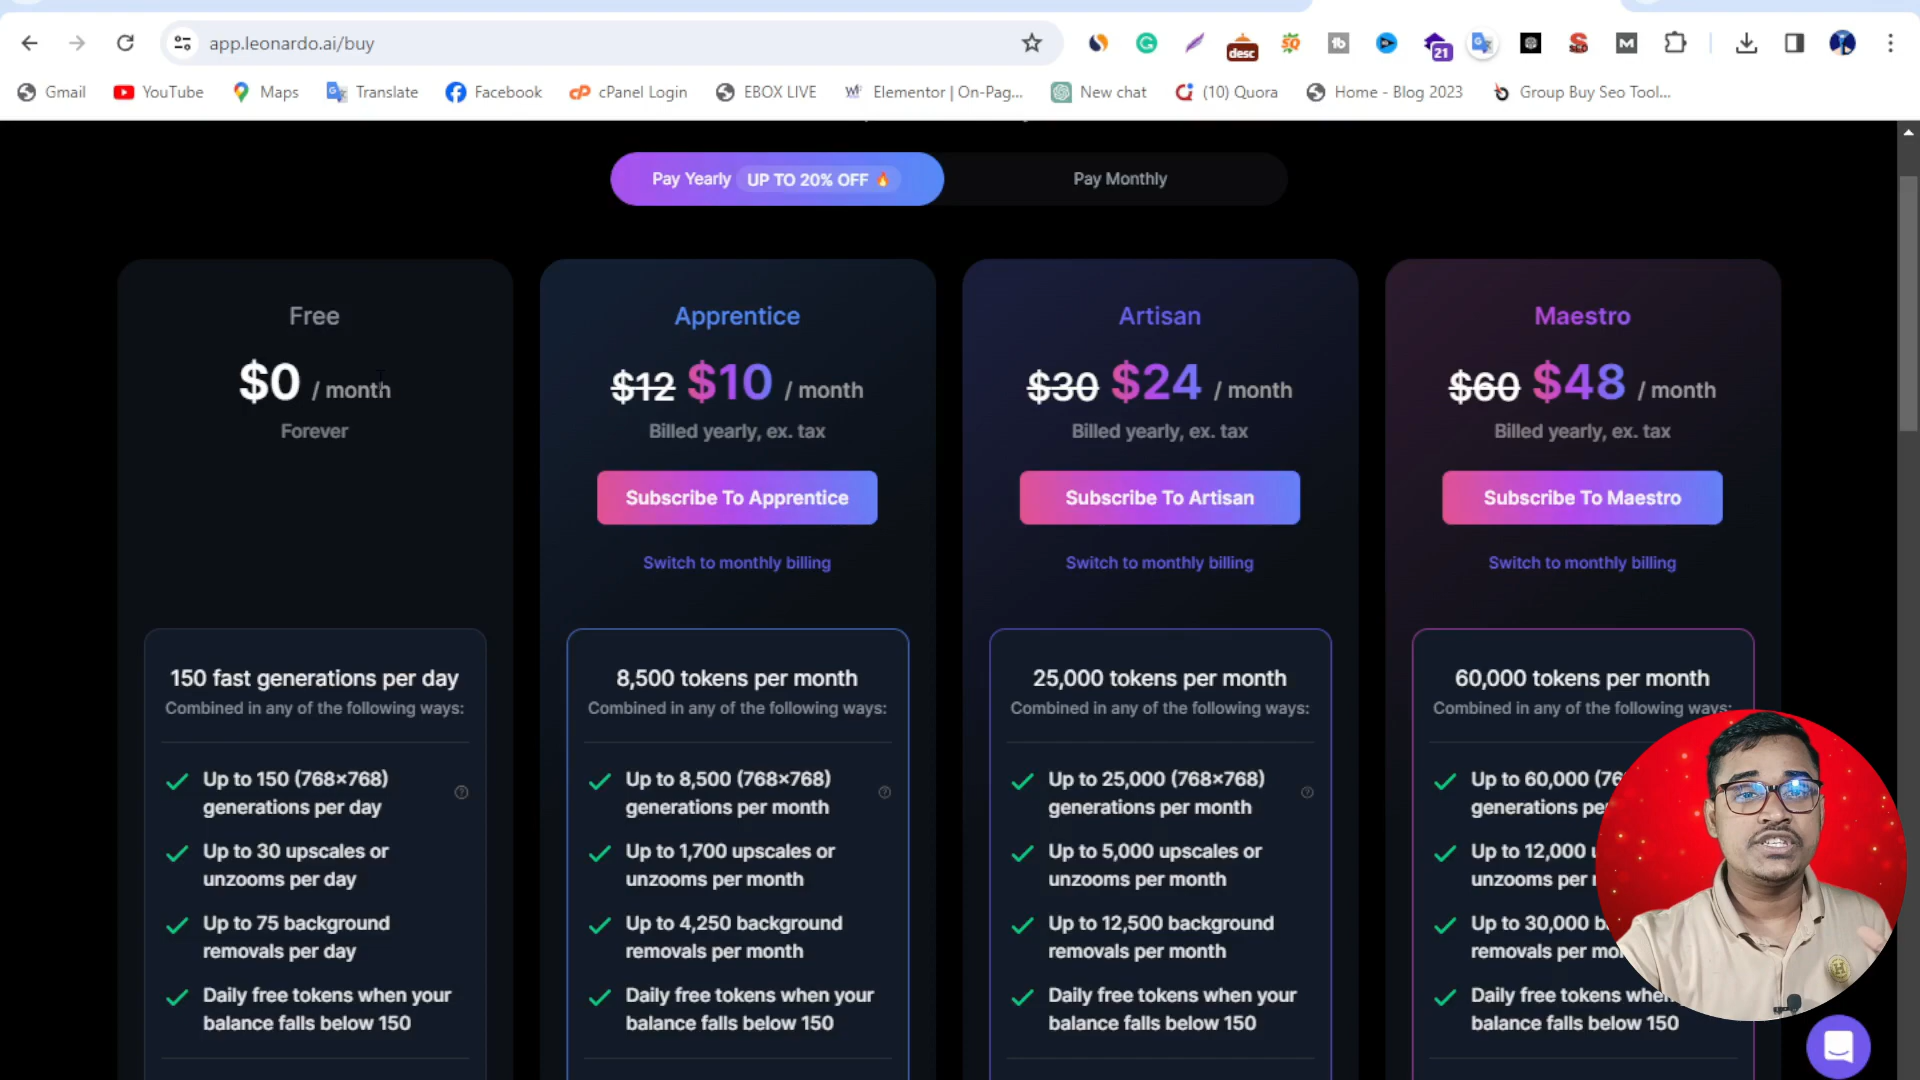 app.leonardo.ai/buy
desc
21
Gmail
YouTube
Maps
Translate
Facebook
cPanel Login
EBOX LIVE
Elementor | On-Pag...
New chat
(10) Quora
Home - Blog 2023
Group Buy Seo Tool...
Pay Yearly UP TO 20% OFF 🔥
Pay Monthly
Free
$0 / month
Forever
150 fast generations per day
Combined in any of the following ways:
Up to 150 (768×768)
generations per day
Up to 30 upscales or
unzooms per day
Up to 75 background
removals per day
Daily free tokens when your
balance falls below 150
Apprentice
$12 $10 / month
Billed yearly, ex. tax
Subscribe To Apprentice
Switch to monthly billing
8,500 tokens per month
Combined in any of the following ways:
Up to 8,500 (768×768)
generations per month
Up to 1,700 upscales or
unzooms per month
Up to 4,250 background
removals per month
Daily free tokens when your
balance falls below 150
Artisan
$30 $24 / month
Billed yearly, ex. tax
Subscribe To Artisan
Switch to monthly billing
25,000 tokens per month
Combined in any of the following ways:
Up to 25,000 (768×768)
generations per month
Up to 5,000 upscales or
unzooms per month
Up to 12,500 background
removals per month
Daily free tokens when your
balance falls below 150
Maestro
$60 $48 / month
Billed yearly, ex. tax
Subscribe To Maestro
Switch to monthly billing
60,000 tokens per month
Combined in any of the following ways:
Up to 60,000 (76
generations pe
Up to 12,000
unzooms per
Up to 30,000 b
removals per mo
Daily free tokens whe
balance falls below 150